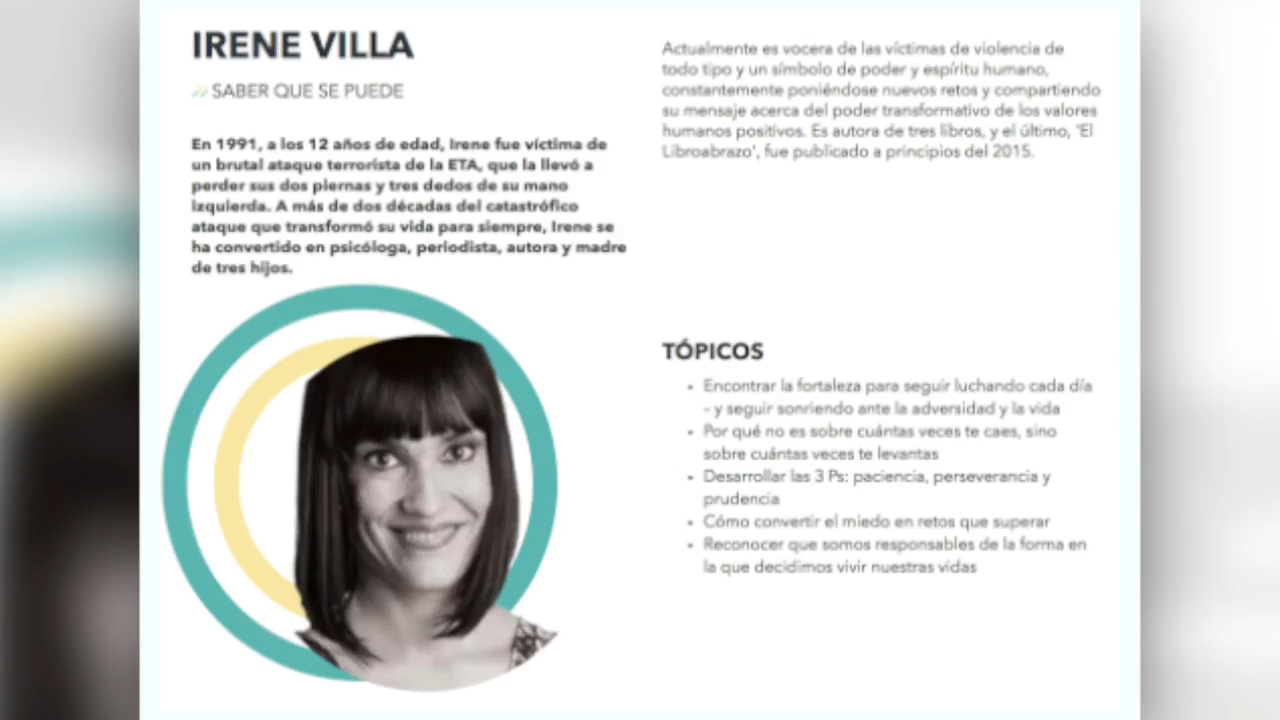 IRENE VILLA
SABER QUE SE PUEDE
En 1991, a los 12 años de edad, Irene fue víctima de
un brutal ataque terrorista de la ETA, que la llevó a
perder sus dos piernas y tres dedos de su mano
izquierda. A más de dos décadas del catastrófico
ataque que transformó su vida para siempre, Irene se
ha convertido en psicóloga, periodista, autora y madre
de tres hijos.
Actualmente es vocera de las víctimas de violencia de
todo tipo y un símbolo de poder y espíritu humano,
constantemente poniéndose nuevos retos y compartiendo
su mensaje acerca del poder transformativo de los valores
humanos positivos. Es autora de tres libros, y el último, 'El
Libroabrazo', fue publicado a principios del 2015.
TÓPICOS
• Encontrar la fortaleza para seguir luchando cada día
– y seguir sonriendo ante la adversidad y la vida
• Por qué no es sobre cuántas veces te caes, sino
sobre cuántas veces te levantas
• Desarrollar las 3 Ps: paciencia, perseverancia y
prudencia
• Cómo convertir el miedo en retos que superar
• Reconocer que somos responsables de la forma en
la que decidimos vivir nuestras vidas